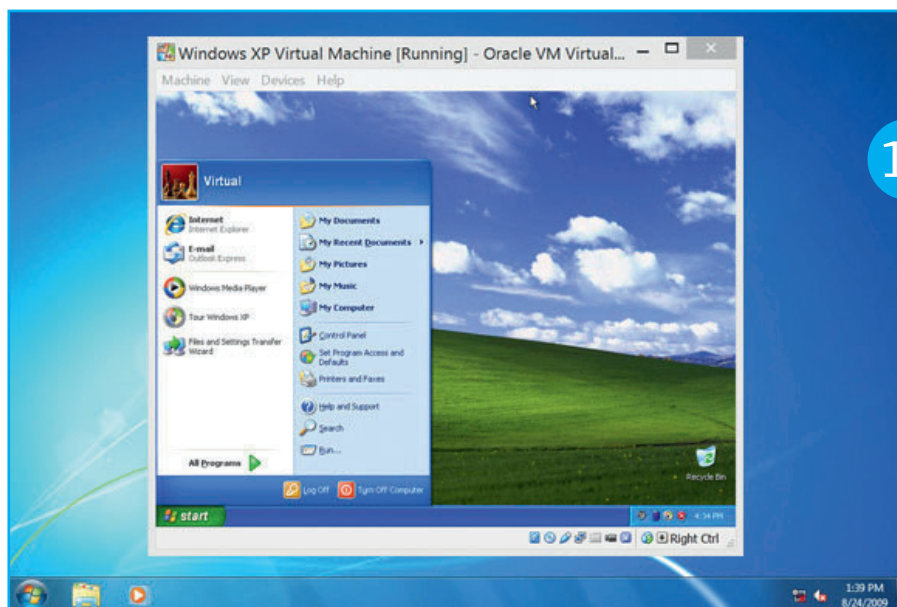 Windows XP Virtual Machine [Running] - Oracle VM Virtual...
Machine View Devices Help
1
Virtual
Internet
Internet Explorer
E-mail
Outlook Express
Windows Media Player
Tour Windows XP
Files and Settings Transfer
Wizard
All Programs
My Documents
My Recent Documents
My Pictures
My Music
My Computer
Control Panel
Set Program Access and
Defaults
Printers and Faxes
Help and Support
Search
Run...
Log Off Turn Off Computer
Recycle Bin
start
4:34 PM
Right Ctrl
1:39 PM
8/24/2009